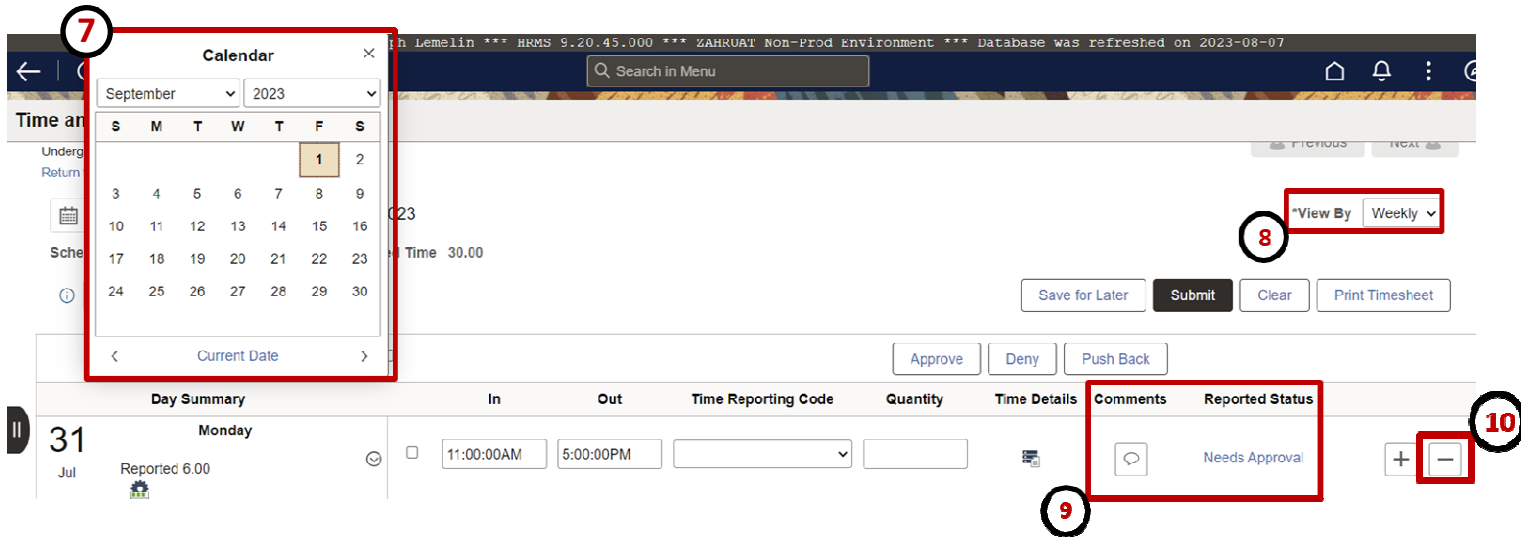 7
ph Lemelin *** HRMS 9.20.45.000 *** ZAHRUAT Non-Prod Environment *** Database was refreshed on 2023-08-07
Calendar
Search in Menu
September 2023
Time an
S M T W T F S
Underg
Previous Next
1 2
Return
3 4 5 6 7 8 9
023
*View By Weekly
10 11 12 13 14 15 16
8
Sche
ed Time 30.00
17 18 19 20 21 22 23
24 25 26 27 28 29 30
Save for Later Submit Clear Print Timesheet
Current Date
Approve Deny Push Back
Day Summary In Out Time Reporting Code Quantity Time Details Comments Reported Status
10
31 Monday
11:00:00AM 5:00:00PM
Needs Approval
Jul Reported 6.00
9